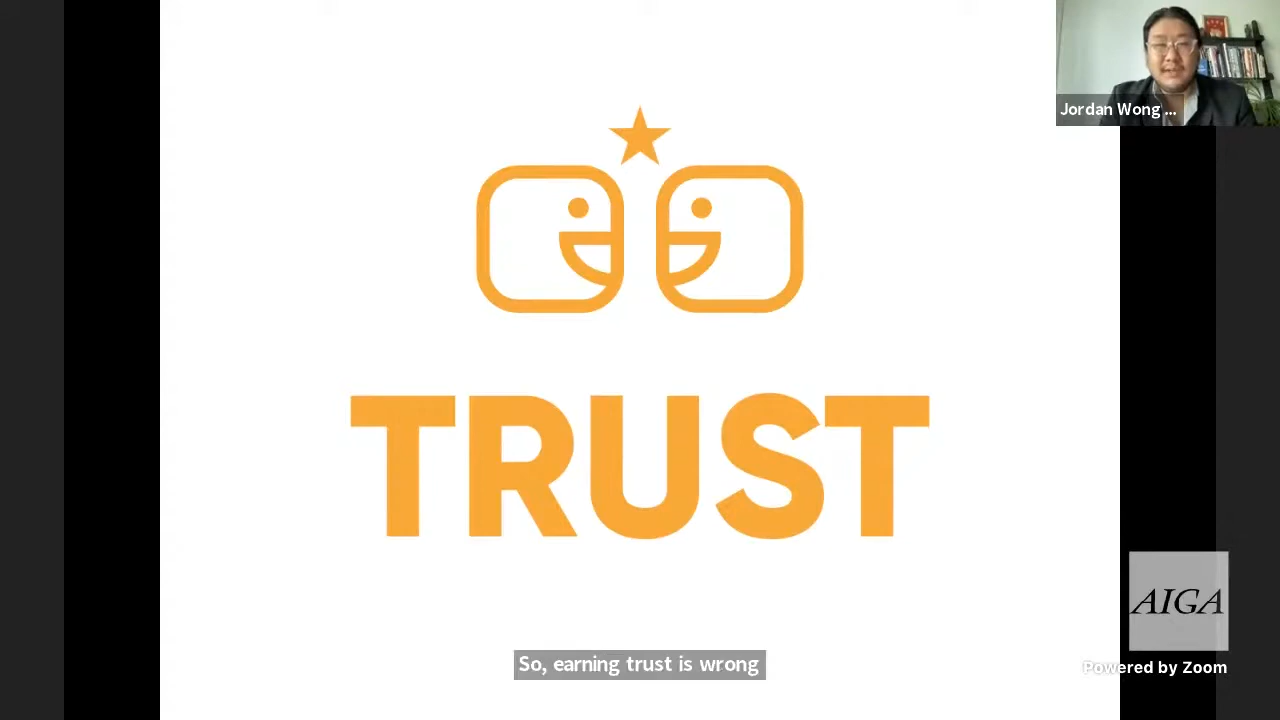 Jordan Wong ...
TRUST
AIGA
So, earning trust is wrong
Powered by Zoom